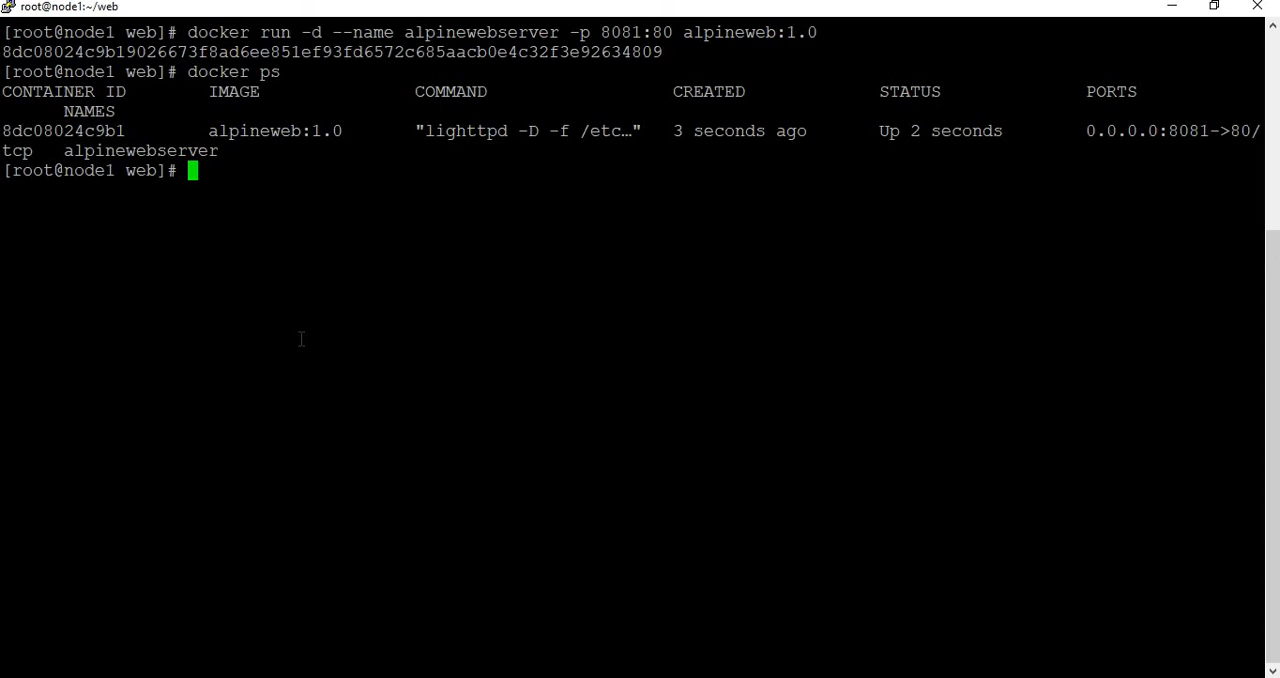 root@node1:~/web
[root@node1 web]# docker run -d --name alpinewebserver -p 8081:80 alpineweb:1.0
8dc08024c9b19026673f8ad6ee851ef93fd6572c685aacb0e4c32f3e92634809
[root@node1 web]# docker ps
CONTAINER ID        IMAGE               COMMAND                  CREATED             STATUS              PORTS
      NAMES
8dc08024c9b1        alpineweb:1.0       "lighttpd -D -f /etc…"   3 seconds ago       Up 2 seconds        0.0.0.0:8081->80/
tcp   alpinewebserver
[root@node1 web]#